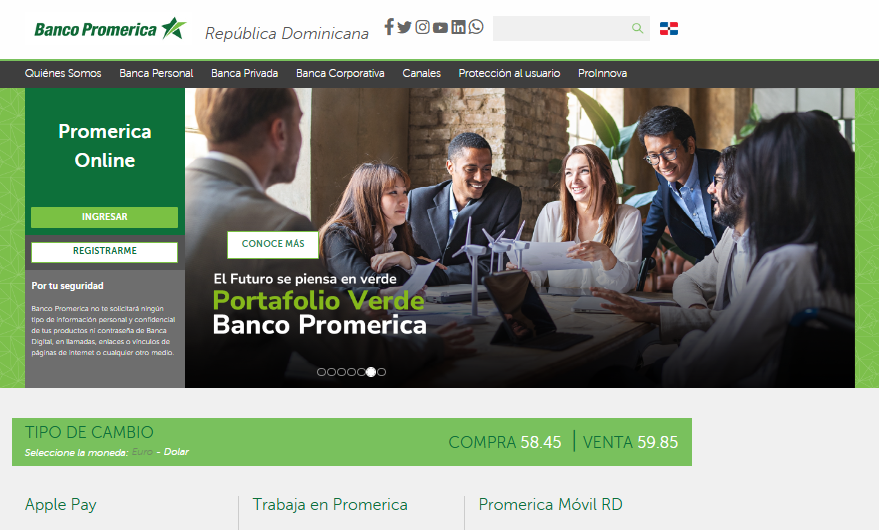 Banco Promerica
República Dominicana
Quiénes Somos Banca Personal Banca Privada Banca Corporativa Canales Protección al usuario ProInnova
Promerica
Online
INGRESAR
REGISTRARME
Por tu seguridad
Banco Promerica no te solicitará ningún
tipo de información personal y confidencial
de tus productos ni contraseña de Banca
Digital, en llamadas, enlaces o vínculos de
páginas de internet o cualquier otro medio.
CONOCE MÁS
El Futuro se piensa en verde
Portafolio Verde
Banco Promerica
TIPO DE CAMBIO
Seleccione la moneda: Euro - Dolar
COMPRA 58.45 VENTA 59.85
Apple Pay
Trabaja en Promerica
Promerica Móvil RD